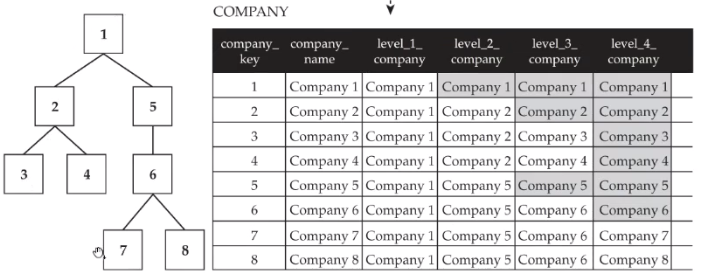 COMPANY
1
2 5
3 4 6
7 8
company_ company_ level_1_ level_2_ level_3_ level_4_
key name company company company company
1 Company 1 Company 1 Company 1 Company 1 Company 1
2 Company 2 Company 1 Company 2 Company 2 Company 2
3 Company 3 Company 1 Company 2 Company 3 Company 3
4 Company 4 Company 1 Company 2 Company 4 Company 4
5 Company 5 Company 1 Company 5 Company 5 Company 5
6 Company 6 Company 1 Company 5 Company 6 Company 6
7 Company 7 Company 1 Company 5 Company 6 Company 7
8 Company 8 Company 1 Company 5 Company 6 Company 8